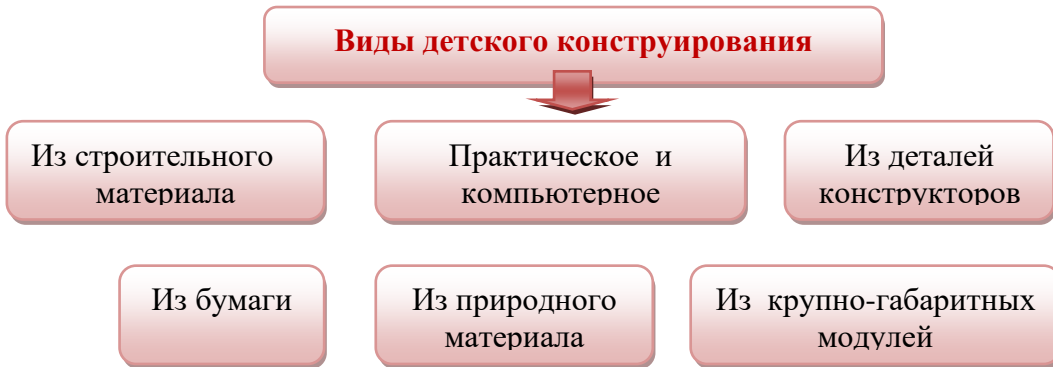 Виды детского конструирования
Из строительного
материала
Практическое и
компьютерное
Из деталей
конструкторов
Из бумаги
Из природного
материала
Из крупно-габаритных
модулей